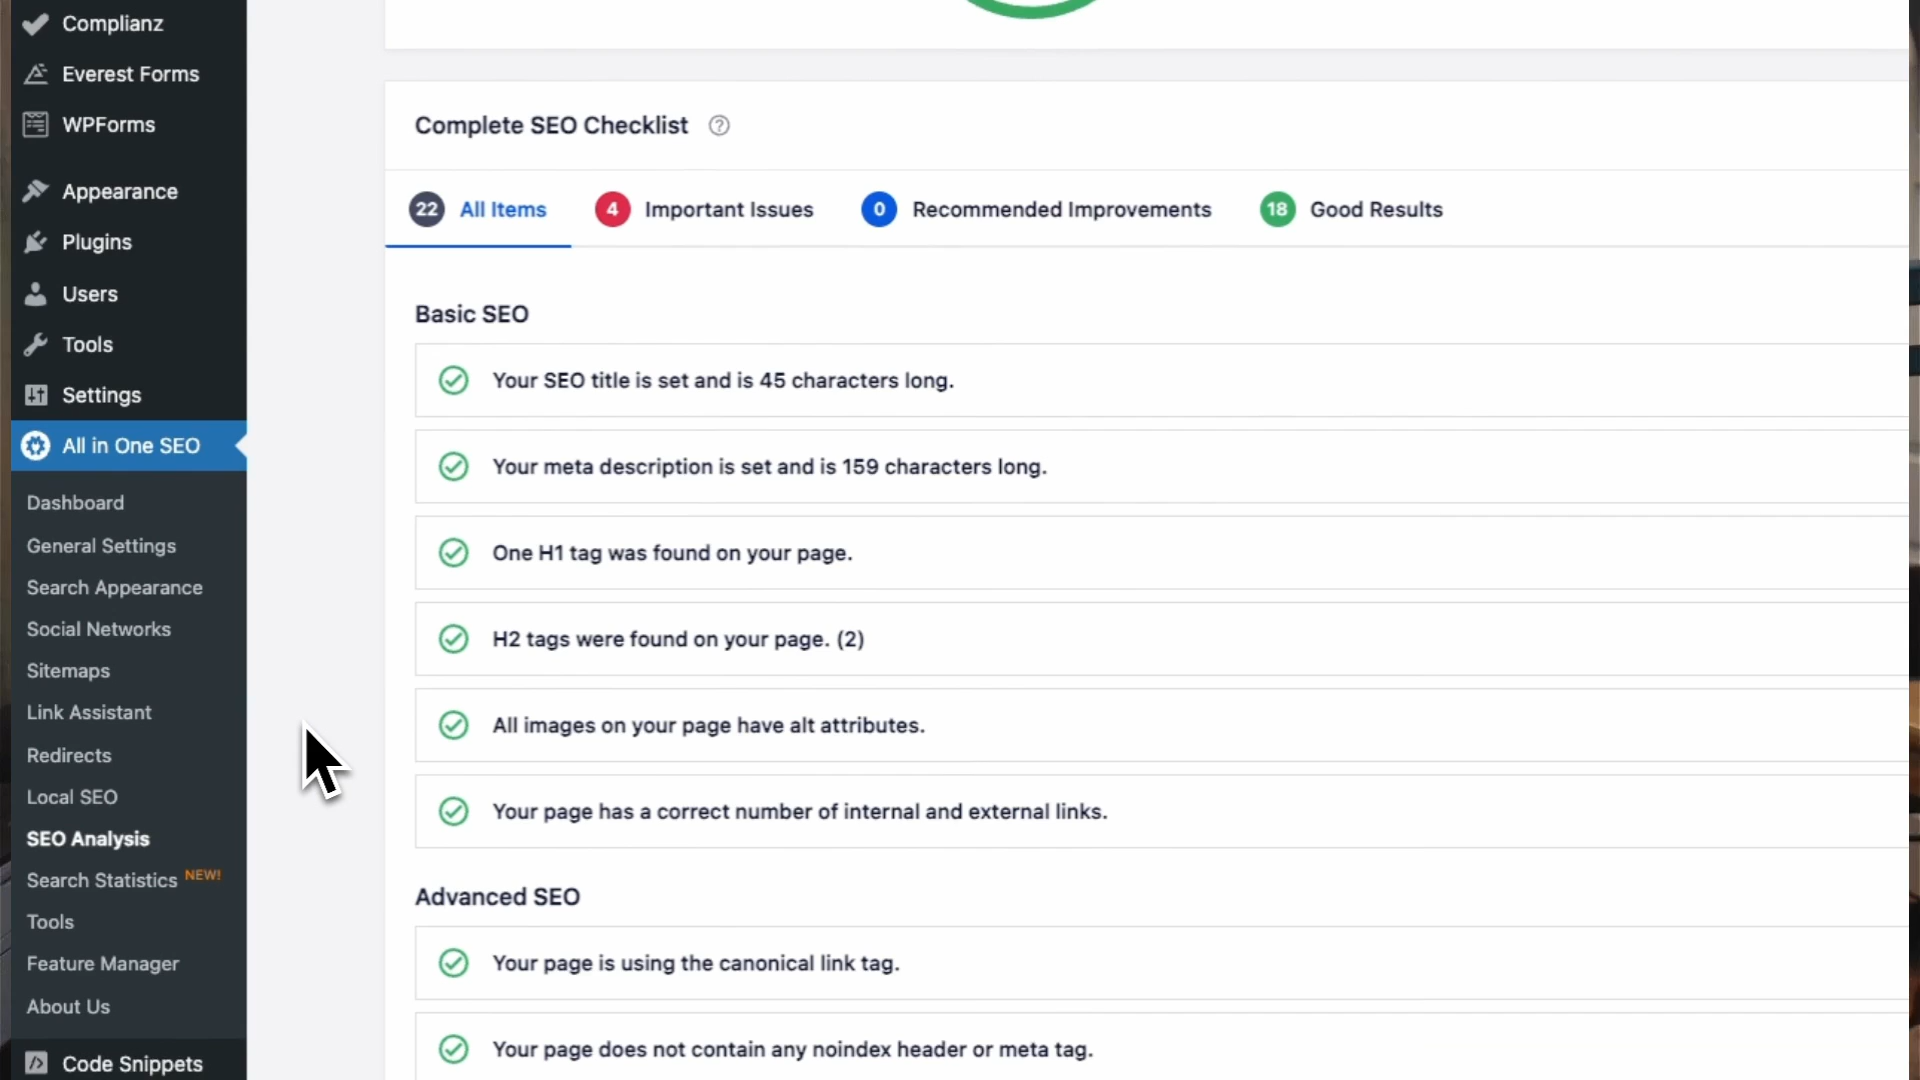 Complianz
Everest Forms
WPForms
Appearance
Plugins
Users
Tools
Settings
All in One SEO
Dashboard
General Settings
Search Appearance
Social Networks
Sitemaps
Link Assistant
Redirects
Local SEO
SEO Analysis
Search Statistics NEW!
Tools
Feature Manager
About Us
Code Snippets
Complete SEO Checklist ?
22 All Items 4 Important Issues 0 Recommended Improvements 18 Good Results
Basic SEO
Your SEO title is set and is 45 characters long.
Your meta description is set and is 159 characters long.
One H1 tag was found on your page.
H2 tags were found on your page. (2)
All images on your page have alt attributes.
Your page has a correct number of internal and external links.
Advanced SEO
Your page is using the canonical link tag.
Your page does not contain any noindex header or meta tag.